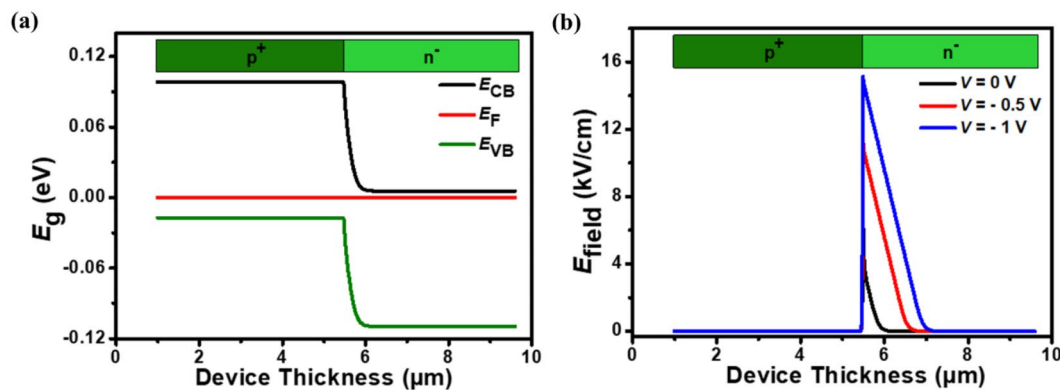 (a)
p+
n-
0.12
0.06
0.00
-0.06
-0.12
Eg (eV)
ECB
EF
EVB
0 2 4 6 8 10
Device Thickness (μm)
(b)
p+
n-
16
12
8
4
0
Efield (kV/cm)
V = 0 V
V = - 0.5 V
V = - 1 V
0 2 4 6 8 10
Device Thickness (μm)